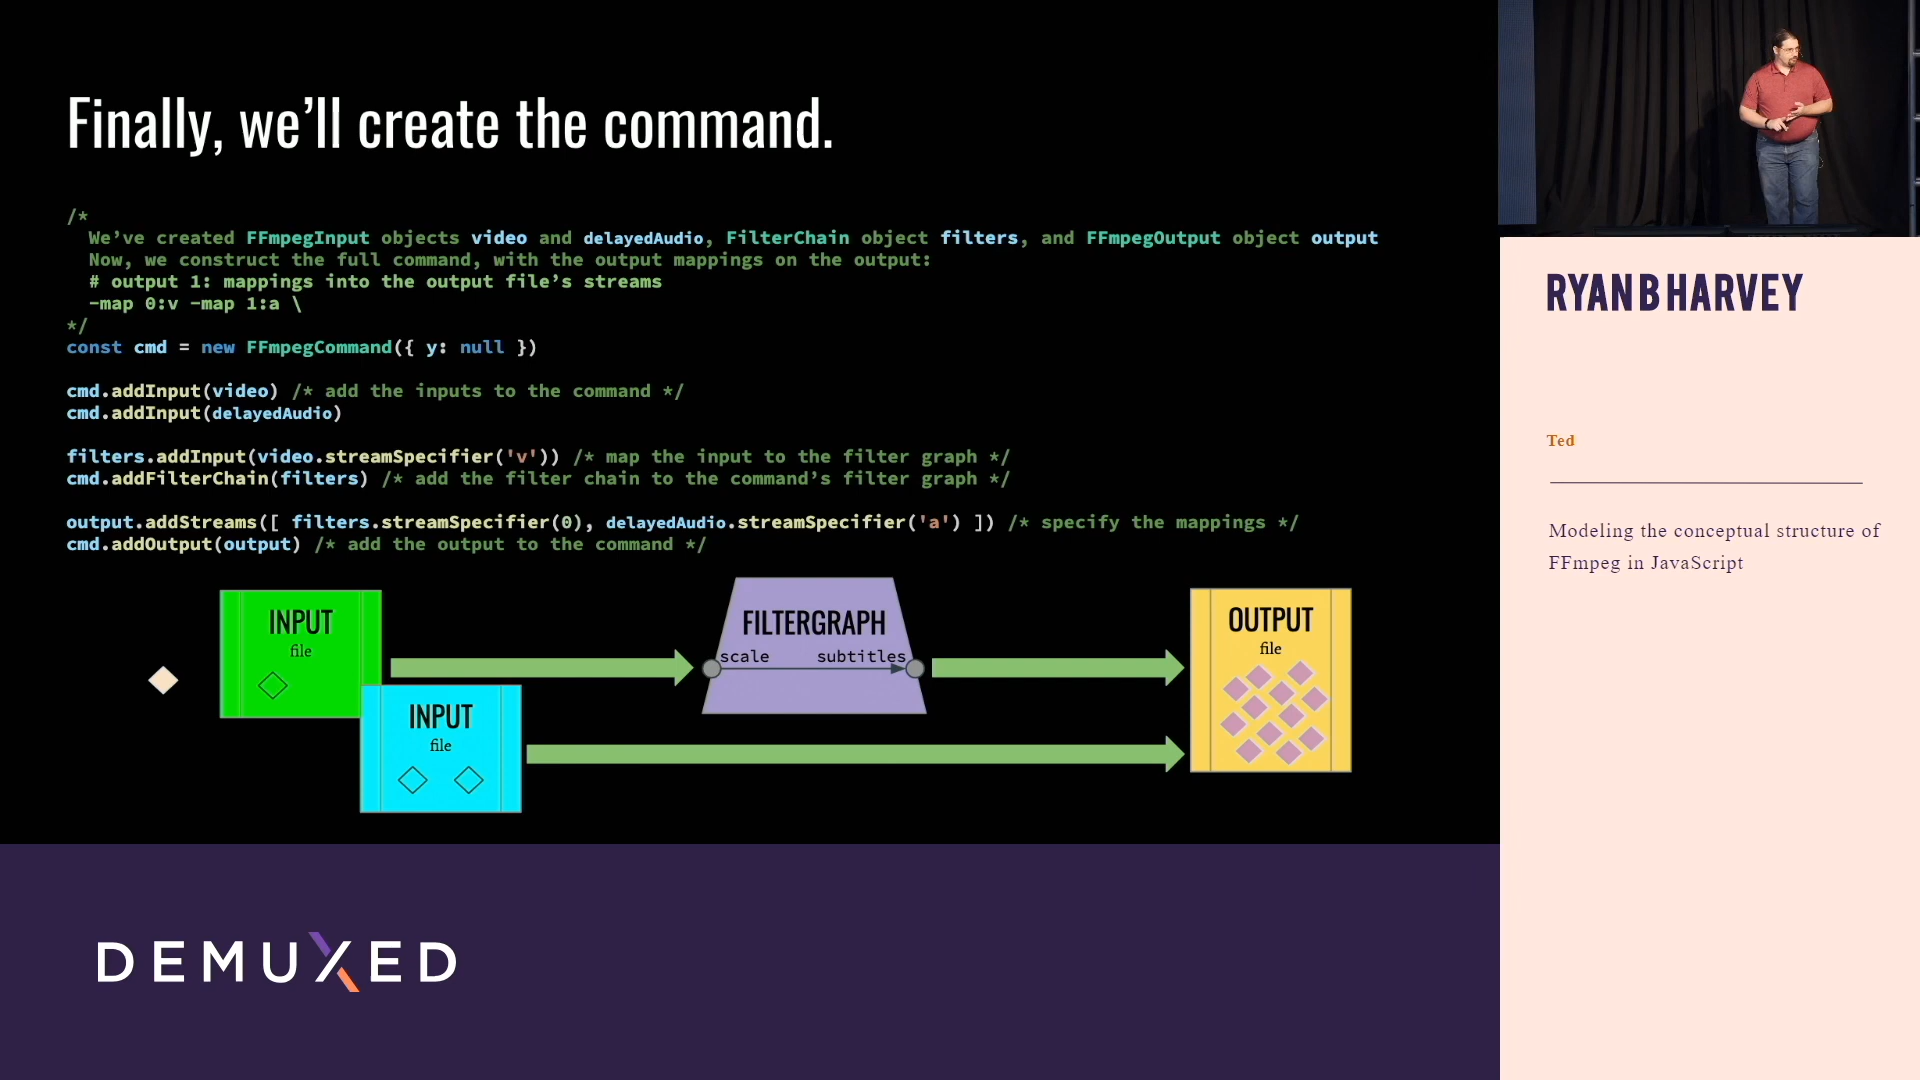 Finally, we’ll create the command.
/*
We’ve created FFmpegInput objects video and delayedAudio, FilterChain object filters, and FFmpegOutput object output
Now, we construct the full command, with the output mappings on the output:
# output 1: mappings into the output file’s streams
-map 0:v -map 1:a \
*/
const cmd = new FFmpegCommand({ y: null })
cmd.addInput(video) /* add the inputs to the command */
cmd.addInput(delayedAudio)
filters.addInput(video.streamSpecifier('v')) /* map the input to the filter graph */
cmd.addFilterChain(filters) /* add the filter chain to the command’s filter graph */
output.addStreams([ filters.streamSpecifier(0), delayedAudio.streamSpecifier('a') ]) /* specify the mappings */
cmd.addOutput(output) /* add the output to the command */
INPUT
file
INPUT
file
FILTERGRAPH
scale subtitles
OUTPUT
file
DEMUXED
RYAN B HARVEY
Ted
Modeling the conceptual structure of
FFmpeg in JavaScript